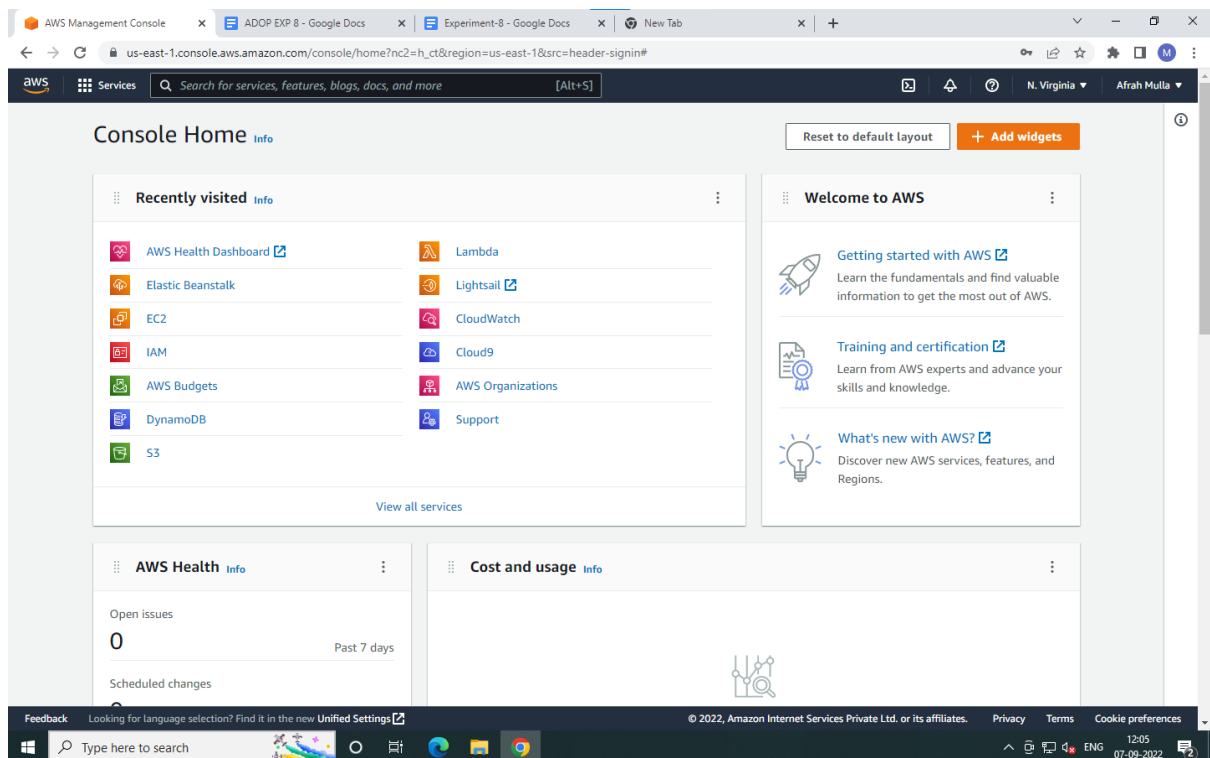 AWS Management Console
ADOP EXP 8 - Google Docs
Experiment-8 - Google Docs
New Tab
us-east-1.console.aws.amazon.com/console/home?nc2=h_ct&region=us-east-1&src=header-signin#
M
aws
Services
Search for services, features, blogs, docs, and more
[Alt+S]
N. Virginia
Afrah Mulla
Console Home Info
Reset to default layout
Add widgets
Recently visited Info
AWS Health Dashboard
Elastic Beanstalk
EC2
IAM
AWS Budgets
DynamoDB
S3
Lambda
Lightsail
CloudWatch
Cloud9
AWS Organizations
Support
View all services
Welcome to AWS
Getting started with AWS
Learn the fundamentals and find valuable
information to get the most out of AWS.
Training and certification
Learn from AWS experts and advance your
skills and knowledge.
What's new with AWS?
Discover new AWS services, features, and
Regions.
AWS Health Info
Open issues
0
Past 7 days
Scheduled changes
Cost and usage Info
Feedback
Looking for language selection? Find it in the new Unified Settings
© 2022, Amazon Internet Services Private Ltd. or its affiliates.
Privacy
Terms
Cookie preferences
Type here to search
ENG
12:05
07-09-2022
2